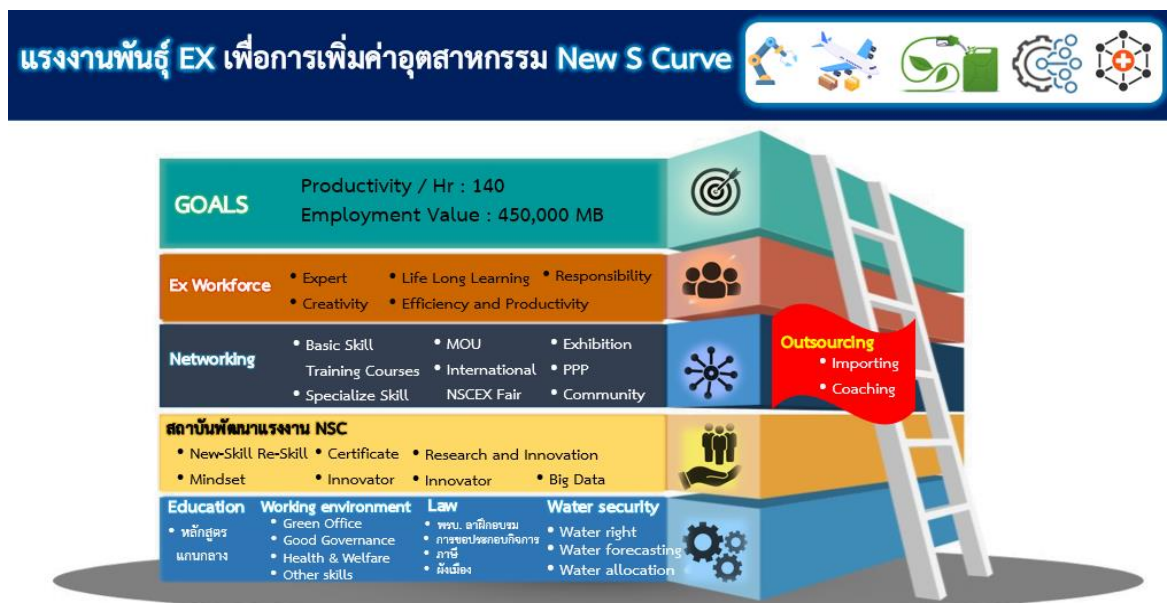 แรงงานพันธุ์ EX เพื่อการเพิ่มค่าอุตสาหกรรม New S Curve
GOALS
Productivity / Hr : 140
Employment Value : 450,000 MB
Ex Workforce
• Expert
• Life Long Learning
• Responsibility
• Creativity
• Efficiency and Productivity
Networking
• Basic Skill
Training Courses
• Specialize Skill
• MOU
• International
NSCEX Fair
• Exhibition
• PPP
• Community
Outsourcing
• Importing
• Coaching
สถาบันพัฒนาแรงงาน NSC
• New-Skill Re-Skill
• Certificate
• Research and Innovation
• Mindset
• Innovator
• Innovator
• Big Data
Education
• หลักสูตร
แกนกลาง
Working environment
• Green Office
• Good Governance
• Health & Welfare
• Other skills
Law
• พรบ. ลาฝึกอบรม
• การขอประกอบกิจการ
• ภาษี
• ผังเมือง
Water security
• Water right
• Water forecasting
• Water allocation